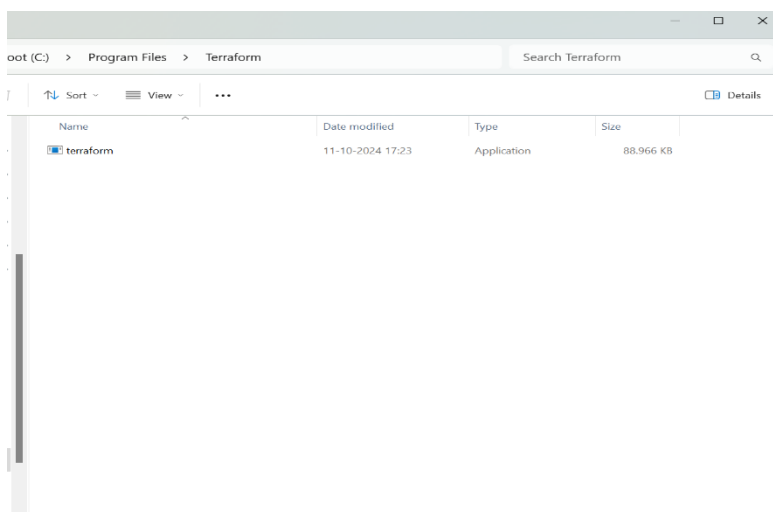 oot (C:) > Program Files > Terraform Search Terraform
Sort View ... Details
Name Date modified Type Size
terraform 11-10-2024 17:23 Application 88.966 KB